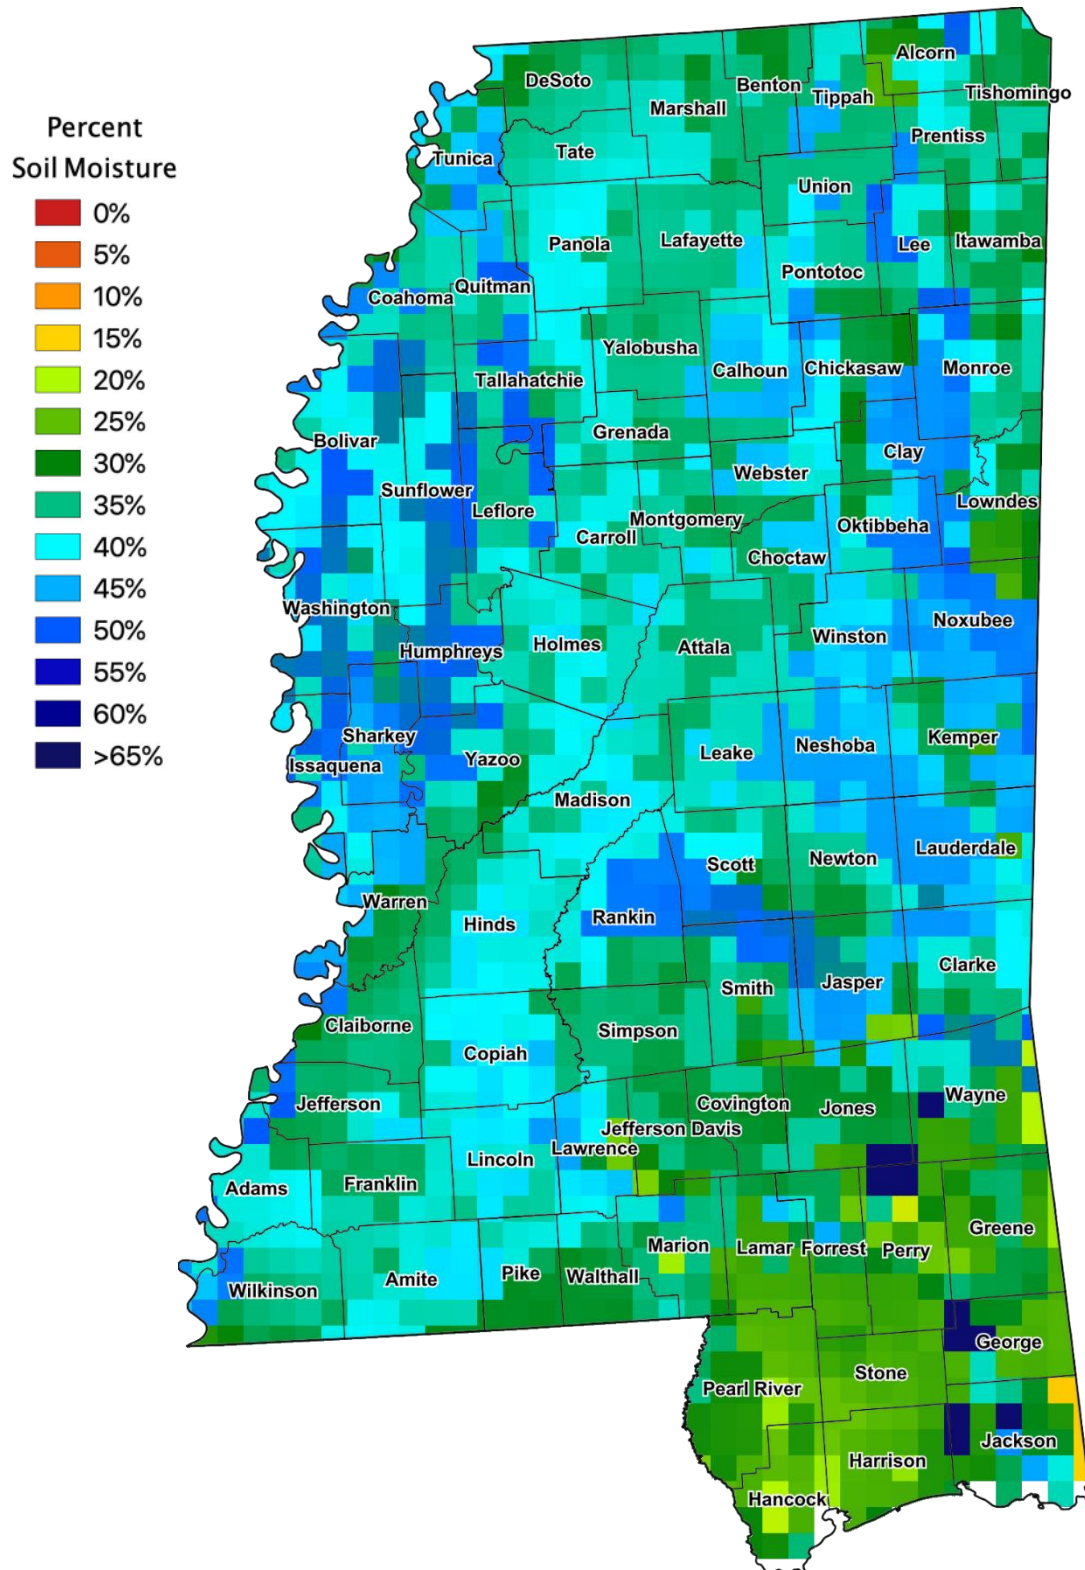 Percent
Soil Moisture
0%
5%
10%
15%
20%
25%
30%
35%
40%
45%
50%
55%
60%
>65%
Alcorn
DeSoto
Benton
Tippah
Tishomingo
Marshall
Prentiss
Tunica
Tate
Union
Panola
Lafayette
Lee
Itawamba
Pontotoc
Quitman
Coahoma
Yalobusha
Calhoun
Chickasaw
Monroe
Tallahatchie
Bolivar
Grenada
Clay
Webster
Sunflower
Leflore
Montgomery
Lowndes
Oktibbeha
Carroll
Choctaw
Washington
Noxubee
Winston
Holmes
Attala
Humphreys
Sharkey
Kemper
Neshoba
Leake
Issaquena
Yazoo
Madison
Lauderdale
Scott
Newton
Warren
Rankin
Hinds
Clarke
Smith
Jasper
Claiborne
Simpson
Copiah
Wayne
Jefferson
Covington
Jones
Jefferson Davis
Lawrence
Lincoln
Adams
Franklin
Greene
Marion
Lamar
Forrest
Perry
Pike
Walthall
Amite
Wilkinson
George
Stone
Pearl River
Jackson
Harrison
Hancock